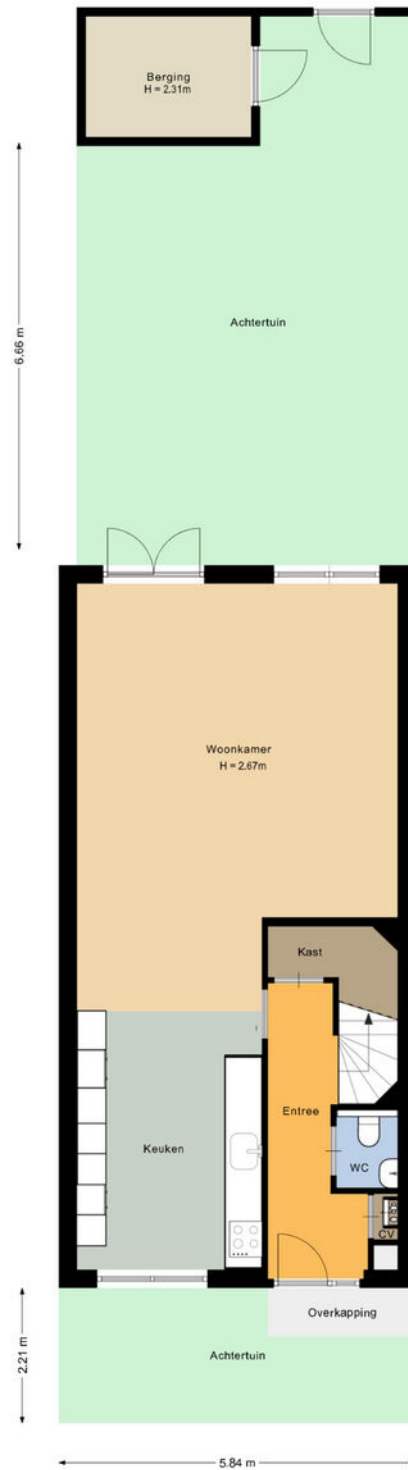 Berging
H = 2.31m
6.66 m
Achtertuin
Woonkamer
H = 2.67m
Kast
Entree
Keuken
WC
CV
Overkapping
2.21 m
Achtertuin
5.84 m